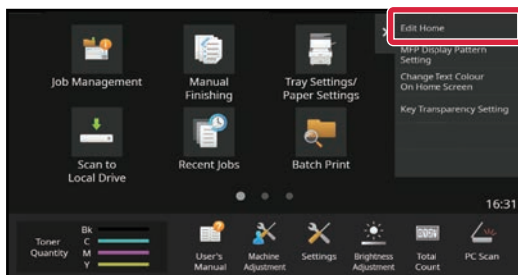 Edit Home
MFP Display Pattern
Setting
Change Text Colour
On Home Screen
Key Transparency Setting
Job Management
Manual
Finishing
Tray Settings/
Paper Settings
Scan to
Local Drive
Recent Jobs
Batch Print
16:31
Toner
Quantity
Bk
C
M
Y
User's
Manual
Machine
Adjustment
Settings
Brightness
Adjustment
Total
Count
PC Scan